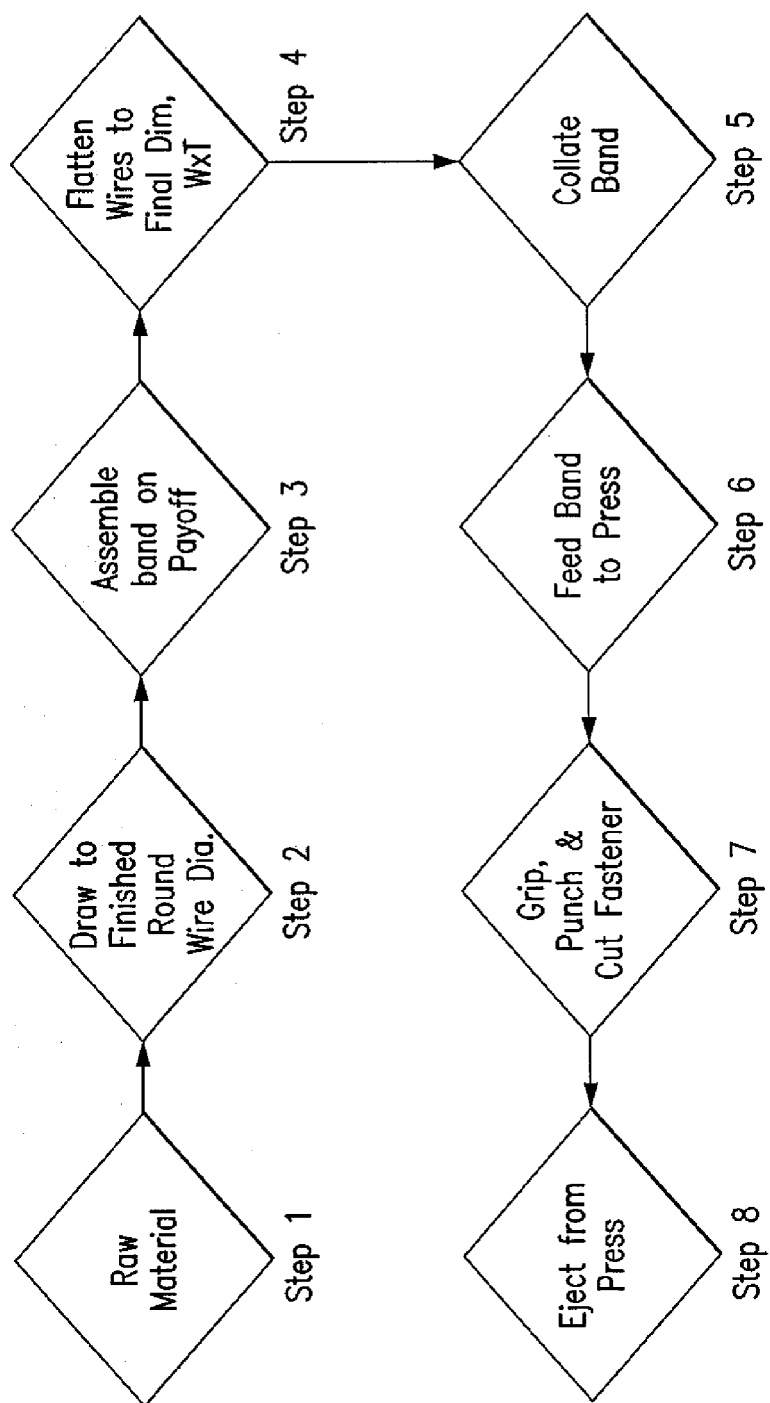 Raw
Material
Step 1
Draw to
Finished
Round
Wire Dia.
Step 2
Assemble
band on
Payoff
Step 3
Flatten
Wires to
Final Dim,
WxT
Step 4
Collate
Band
Step 5
Feed Band
to Press
Step 6
Grip,
Punch &
Cut Fastener
Step 7
Eject from
Press
Step 8